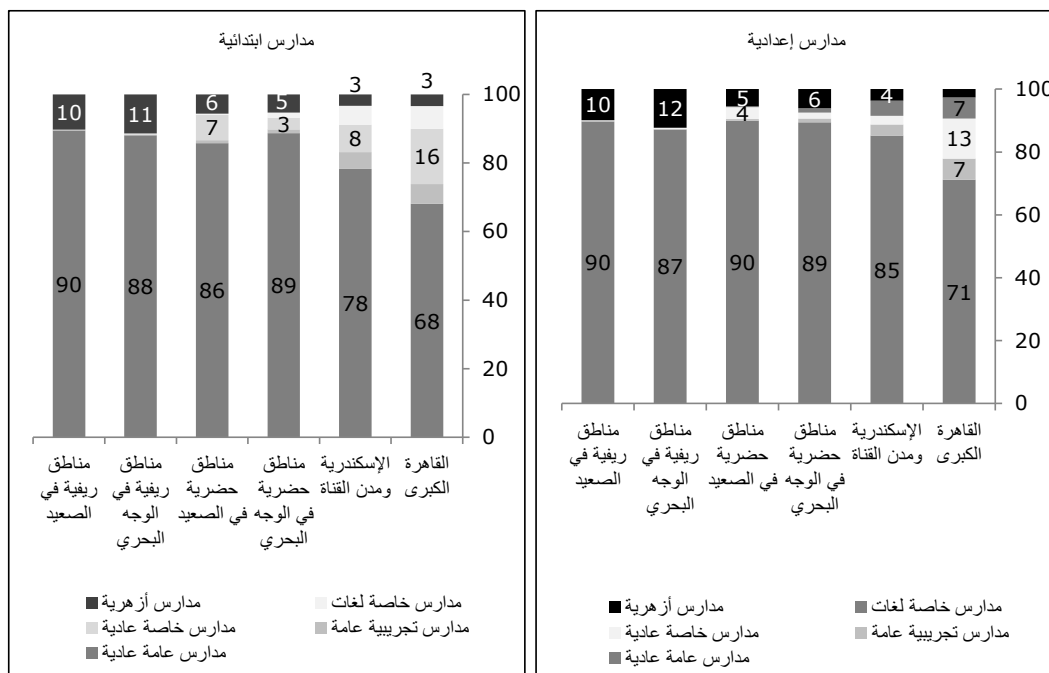 مدارس إعدادية
100
80
60
40
20
0
4
7
13
7
71
4
85
6
89
5
4
90
12
87
10
90
القاهرة
الكبرى
الإسكندرية
ومدن القناة
مناطق
حضرية
في الوجه
البحري
مناطق
حضرية
في الصعيد
مناطق
ريفية في
الوجه
البحري
مناطق
ريفية في
الصعيد
مدارس أزهرية
مدارس خاصة لغات
مدارس خاصة عادية
مدارس تجريبية عامة
مدارس عامة عادية
مدارس ابتدائية
100
80
60
40
20
0
3
16
68
3
8
78
5
3
89
6
7
86
11
88
10
90
القاهرة
الكبرى
الإسكندرية
ومدن القناة
مناطق
حضرية
في الوجه
البحري
مناطق
حضرية
في الصعيد
مناطق
ريفية في
الوجه
البحري
مناطق
ريفية في
الصعيد
مدارس أزهرية
مدارس خاصة لغات
مدارس خاصة عادية
مدارس تجريبية عامة
مدارس عامة عادية